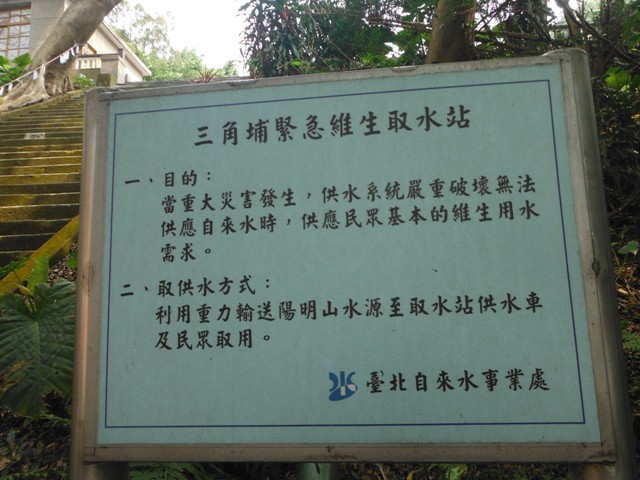 三角埔緊急維生取水站
一、目的：
當重大災害發生，供水系統嚴重破壞無法
供應自來水時，供應民眾基本的維生用水
需求。
二、取供水方式：
利用重力輸送陽明山水源至取水站供水車
及民眾取用。
臺北自來水事業處